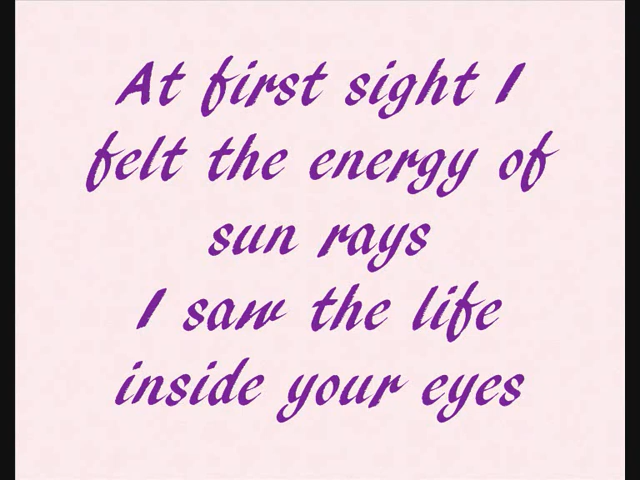 At first sight I
felt the energy of
sun rays
I saw the life
inside your eyes